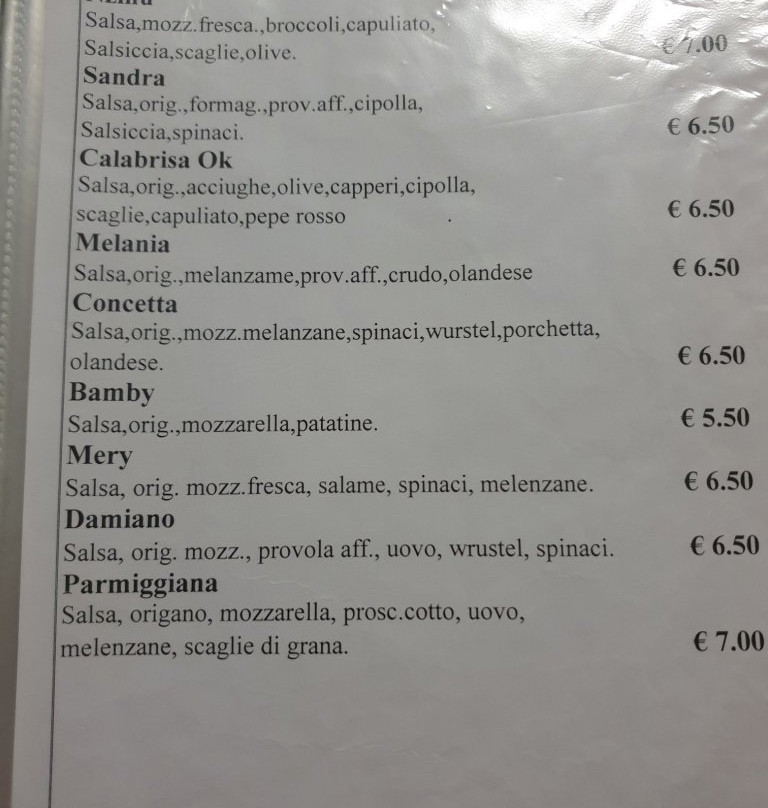 Salsa,mozz.fresca.,broccoli,capuliato,
Salsiccia,scaglie,olive. € 7.00
Sandra
Salsa,orig.,formag.,prov.aff.,cipolla,
Salsiccia,spinaci. € 6.50
Calabrisa Ok
Salsa,orig.,acciughe,olive,capperi,cipolla,
scaglie,capuliato,pepe rosso € 6.50
Melania
Salsa,orig.,melanzame,prov.aff.,crudo,olandese € 6.50
Concetta
Salsa,orig.,mozz.melanzane,spinaci,wurstel,porchetta,
olandese. € 6.50
Bamby
Salsa,orig.,mozzarella,patatine. € 5.50
Mery
Salsa, orig. mozz.fresca, salame, spinaci, melenzane. € 6.50
Damiano
Salsa, orig. mozz., provola aff., uovo, wrustel, spinaci. € 6.50
Parmiggiana
Salsa, origano, mozzarella, prosc.cotto, uovo,
melenzane, scaglie di grana. € 7.00